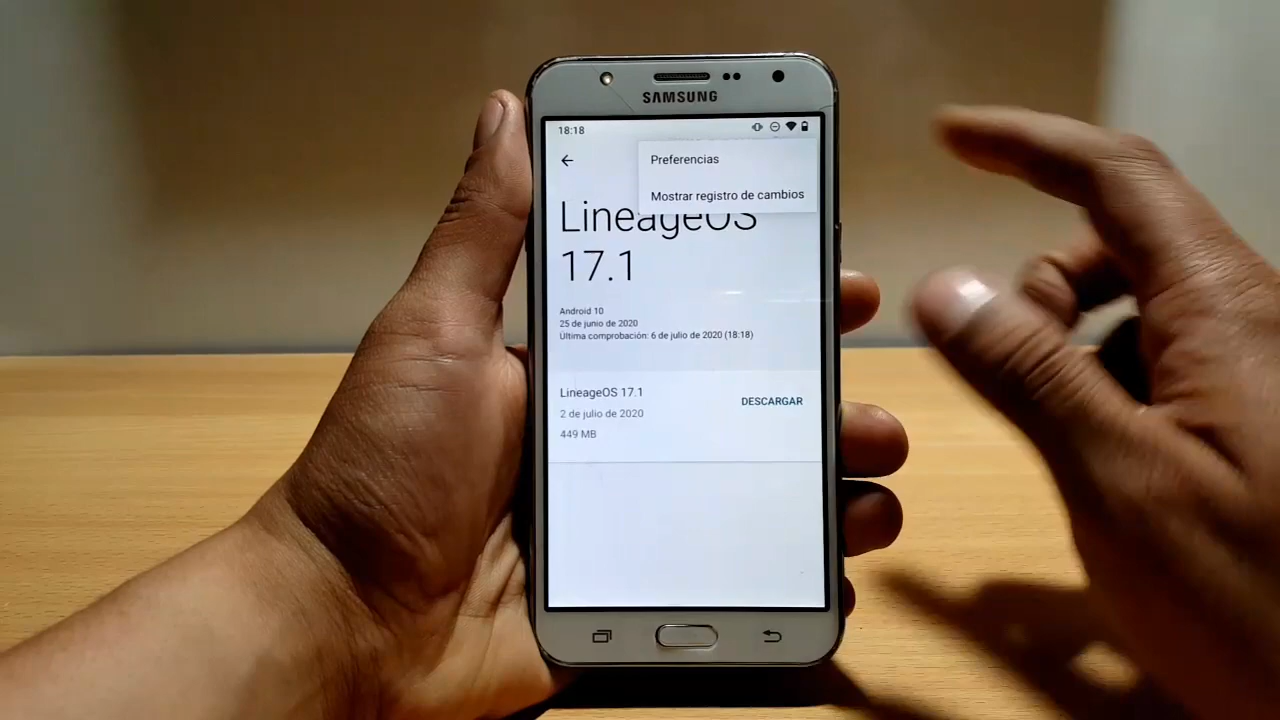 SAMSUNG
18:18
Preferencias
Mostrar registro de cambios
LineageOS
17.1
Android 10
25 de junio de 2020
Última comprobación: 6 de julio de 2020 (18:18)
LineageOS 17.1
2 de julio de 2020
DESCARGAR
449 MB